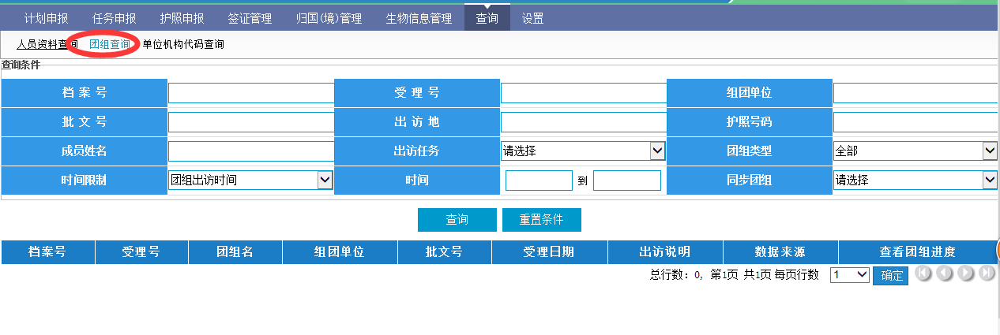 计划申报 任务申报 护照申报 签证管理 归国(境)管理 生物信息管理 查询 设置
人员资料查询 团组查询 单位机构代码查询
查询条件
档 案 号 受 理 号 组团单位
批 文 号 出 访 地 护照号码
成员姓名 出访任务 请选择 团组类型 全部
时间限制 团组出访时间 时间 到 同步团组 请选择
查询 重置条件
档案号 受理号 团组名 组团单位 批文号 受理日期 出访说明 数据来源 查看团组进度
总行数：0, 第1页 共1页 每页行数 1 确定